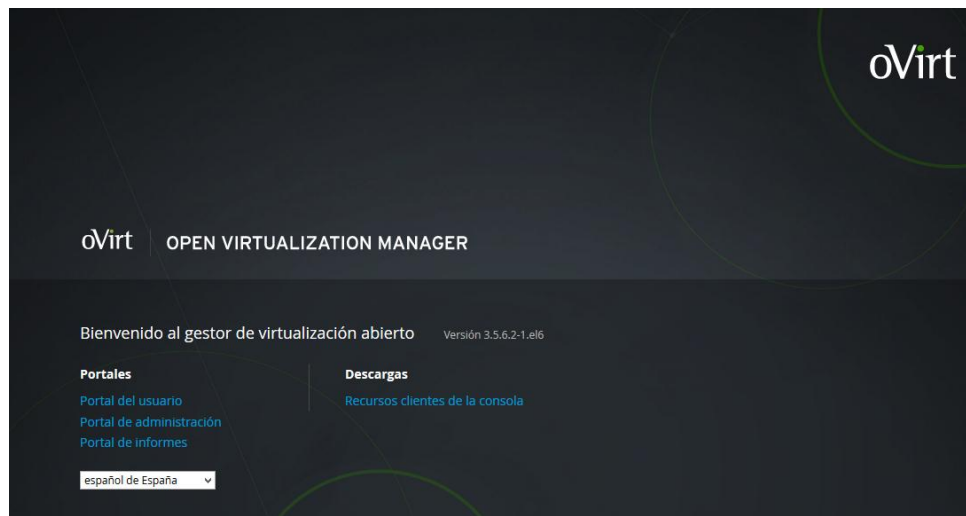 oVirt
oVirt OPEN VIRTUALIZATION MANAGER
Bienvenido al gestor de virtualización abierto Versión 3.5.6.2-1.el6
Portales
Portal del usuario
Portal de administración
Portal de informes
Descargas
Recursos clientes de la consola
español de España